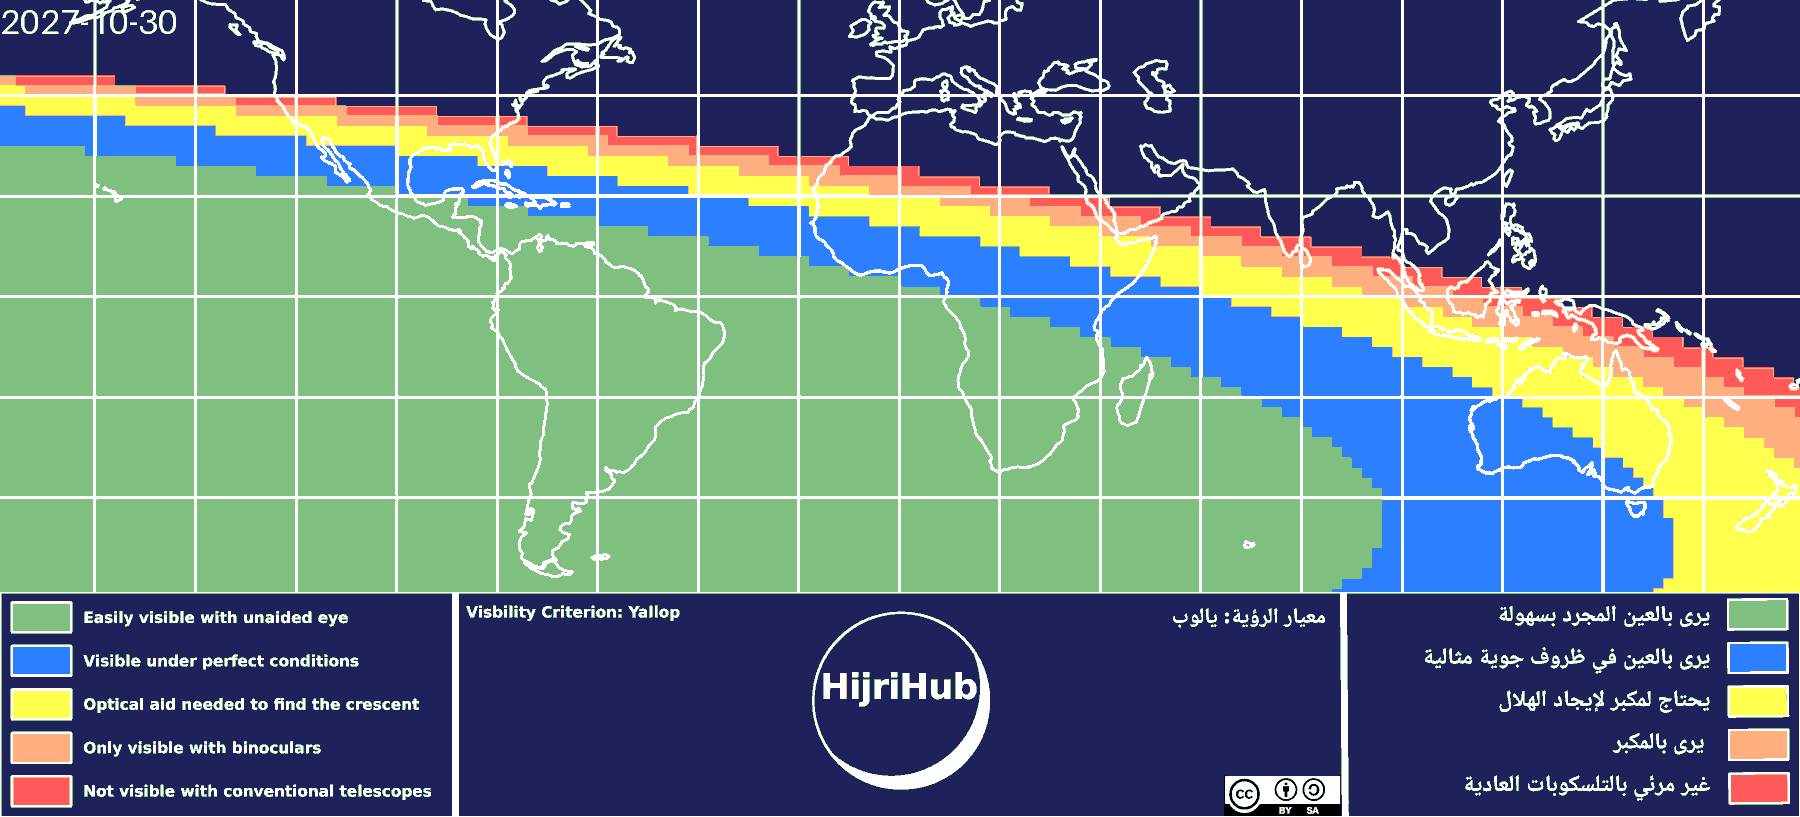 2027-10-30
Easily visible with unaided eye
Visible under perfect conditions
Optical aid needed to find the crescent
Only visible with binoculars
Not visible with conventional telescopes
Visbility Criterion: Yallop
معيار الرؤية: يالوب
HijriHub
cc
BY SA
يرى بالعين المجرد بسهولة
يرى بالعين في ظروف جوية مثالية
يحتاج لمكبر لإيجاد الهلال
يرى بالمكبر
غير مرئي بالتلسكوبات العادية